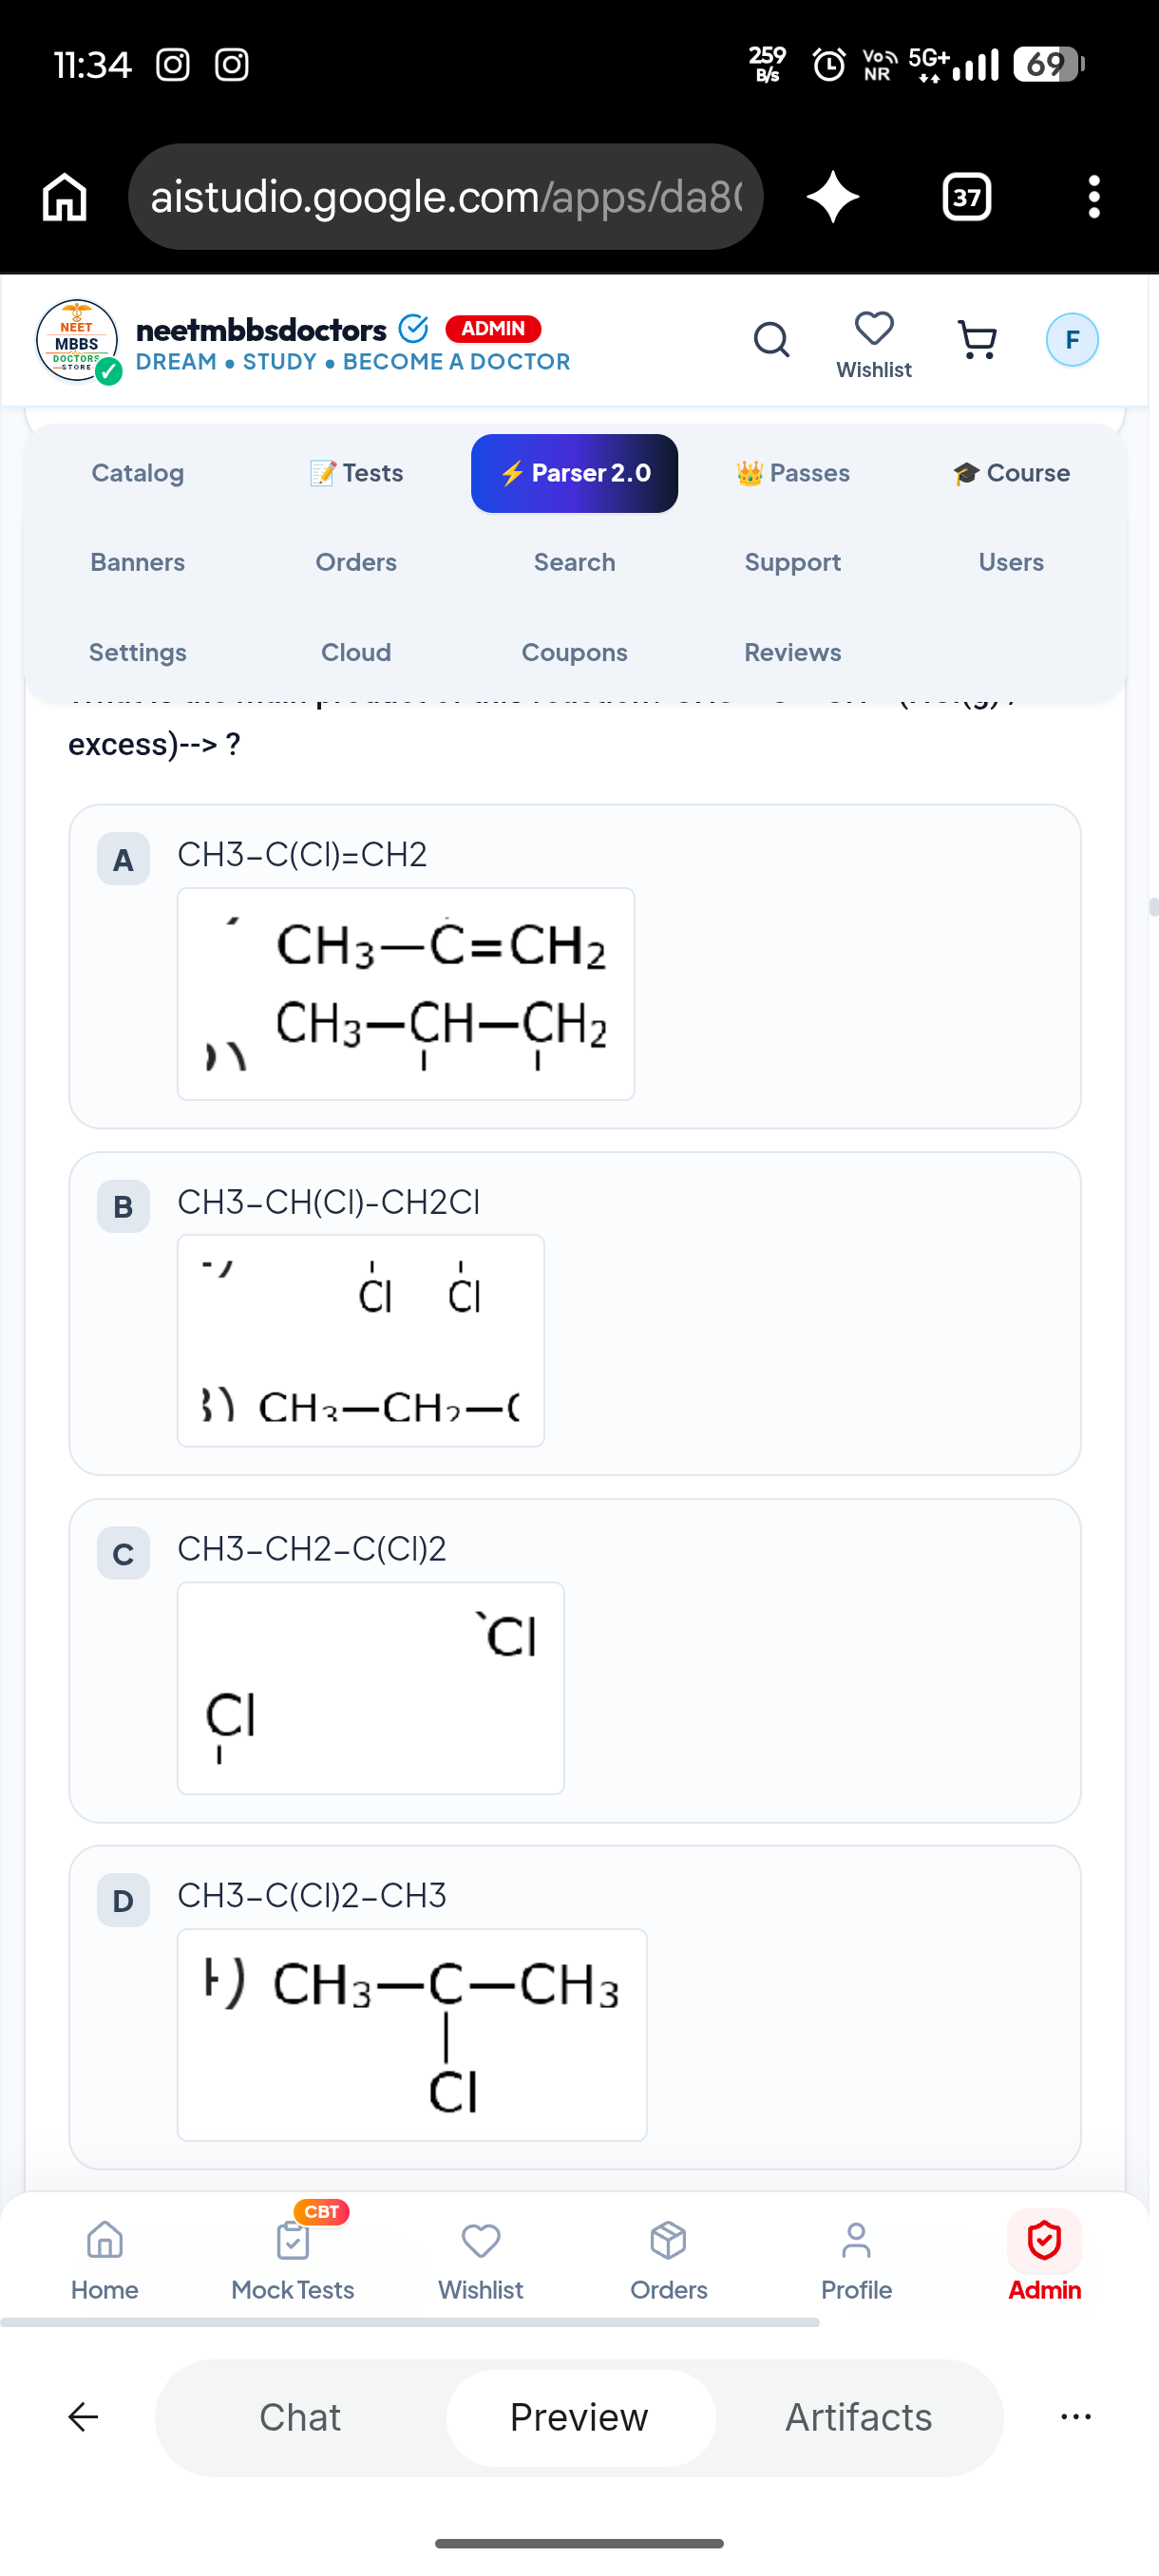 11:34
259
B/s
Vo
NR
5G+
69
aistudio.google.com/apps/da8
37
NEET
MBBS
DOCTORS
STORE
neetmbbsdoctors
ADMIN
DREAM • STUDY • BECOME A DOCTOR
Wishlist
F
Catalog
📝 Tests
⚡ Parser 2.0
👑 Passes
🎓 Course
Banners
Orders
Search
Support
Users
Settings
Cloud
Coupons
Reviews
excess)--> ?
A
CH3–C(Cl)=CH2
CH₃—C=CH₂
CH₃—CH—CH₂
B
CH3–CH(Cl)-CH2Cl
Cl Cl
CH₃—CH₂—
C
CH3–CH2–C(Cl)2
Cl
Cl
D
CH3–C(Cl)2–CH3
CH₃—C—CH₃
Cl
CBT
Home
Mock Tests
Wishlist
Orders
Profile
Admin
Chat
Preview
Artifacts